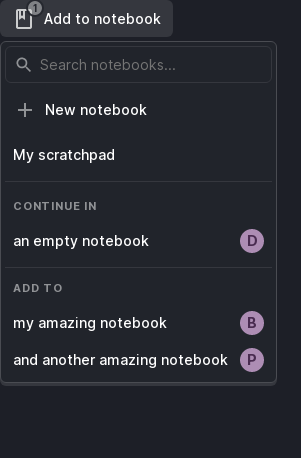 1
Add to notebook
Search notebooks...
New notebook
My scratchpad
CONTINUE IN
an empty notebook D
ADD TO
my amazing notebook B
and another amazing notebook P